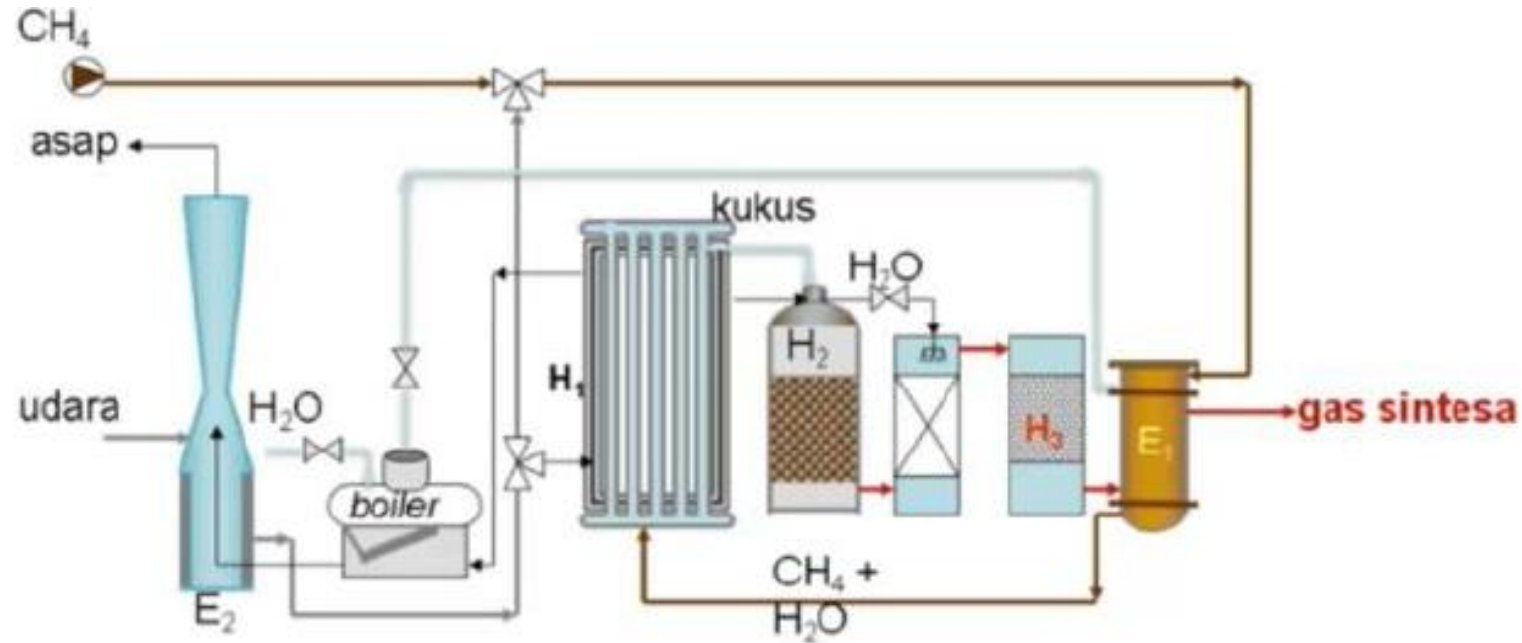 CH₄
asap
kukus
H₂O
udara
H₂O
H₁
H₂
boiler
H₃
E₁
gas sintesa
CH₄ +
H₂O
E₂